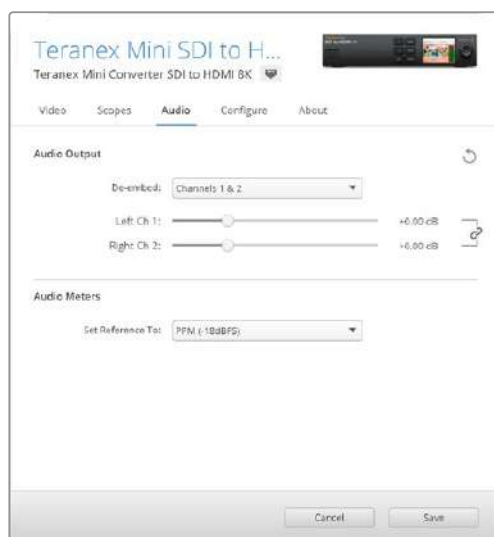 Teranex Mini SDI to H...
Teranex Mini Converter SDI to HDMI 8K
Video Scopes Audio Configure About
Audio Output
De-embed: Channels 1 & 2
Left Ch 1: +0.00 dB
Right Ch 2: +0.00 dB
Audio Meters
Set Reference To: PPM (-18dBFS)
Cancel Save